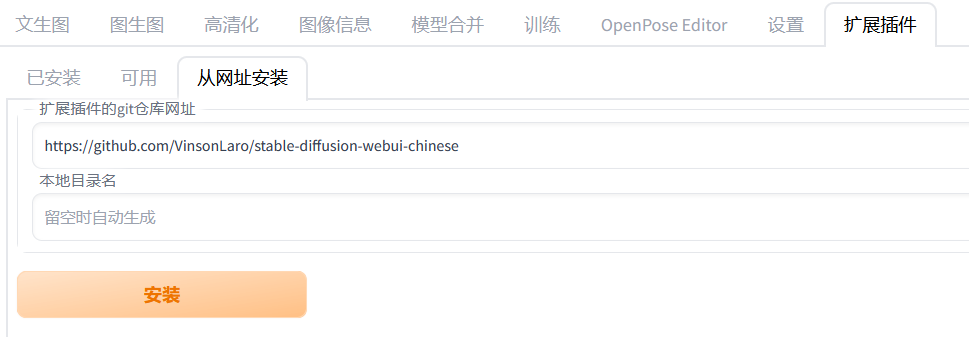 文生图 图生图 高清化 图像信息 模型合并 训练 OpenPose Editor 设置 扩展插件
已安装 可用 从网址安装
扩展插件的git仓库网址
https://github.com/VinsonLaro/stable-diffusion-webui-chinese
本地目录名
留空时自动生成
安装